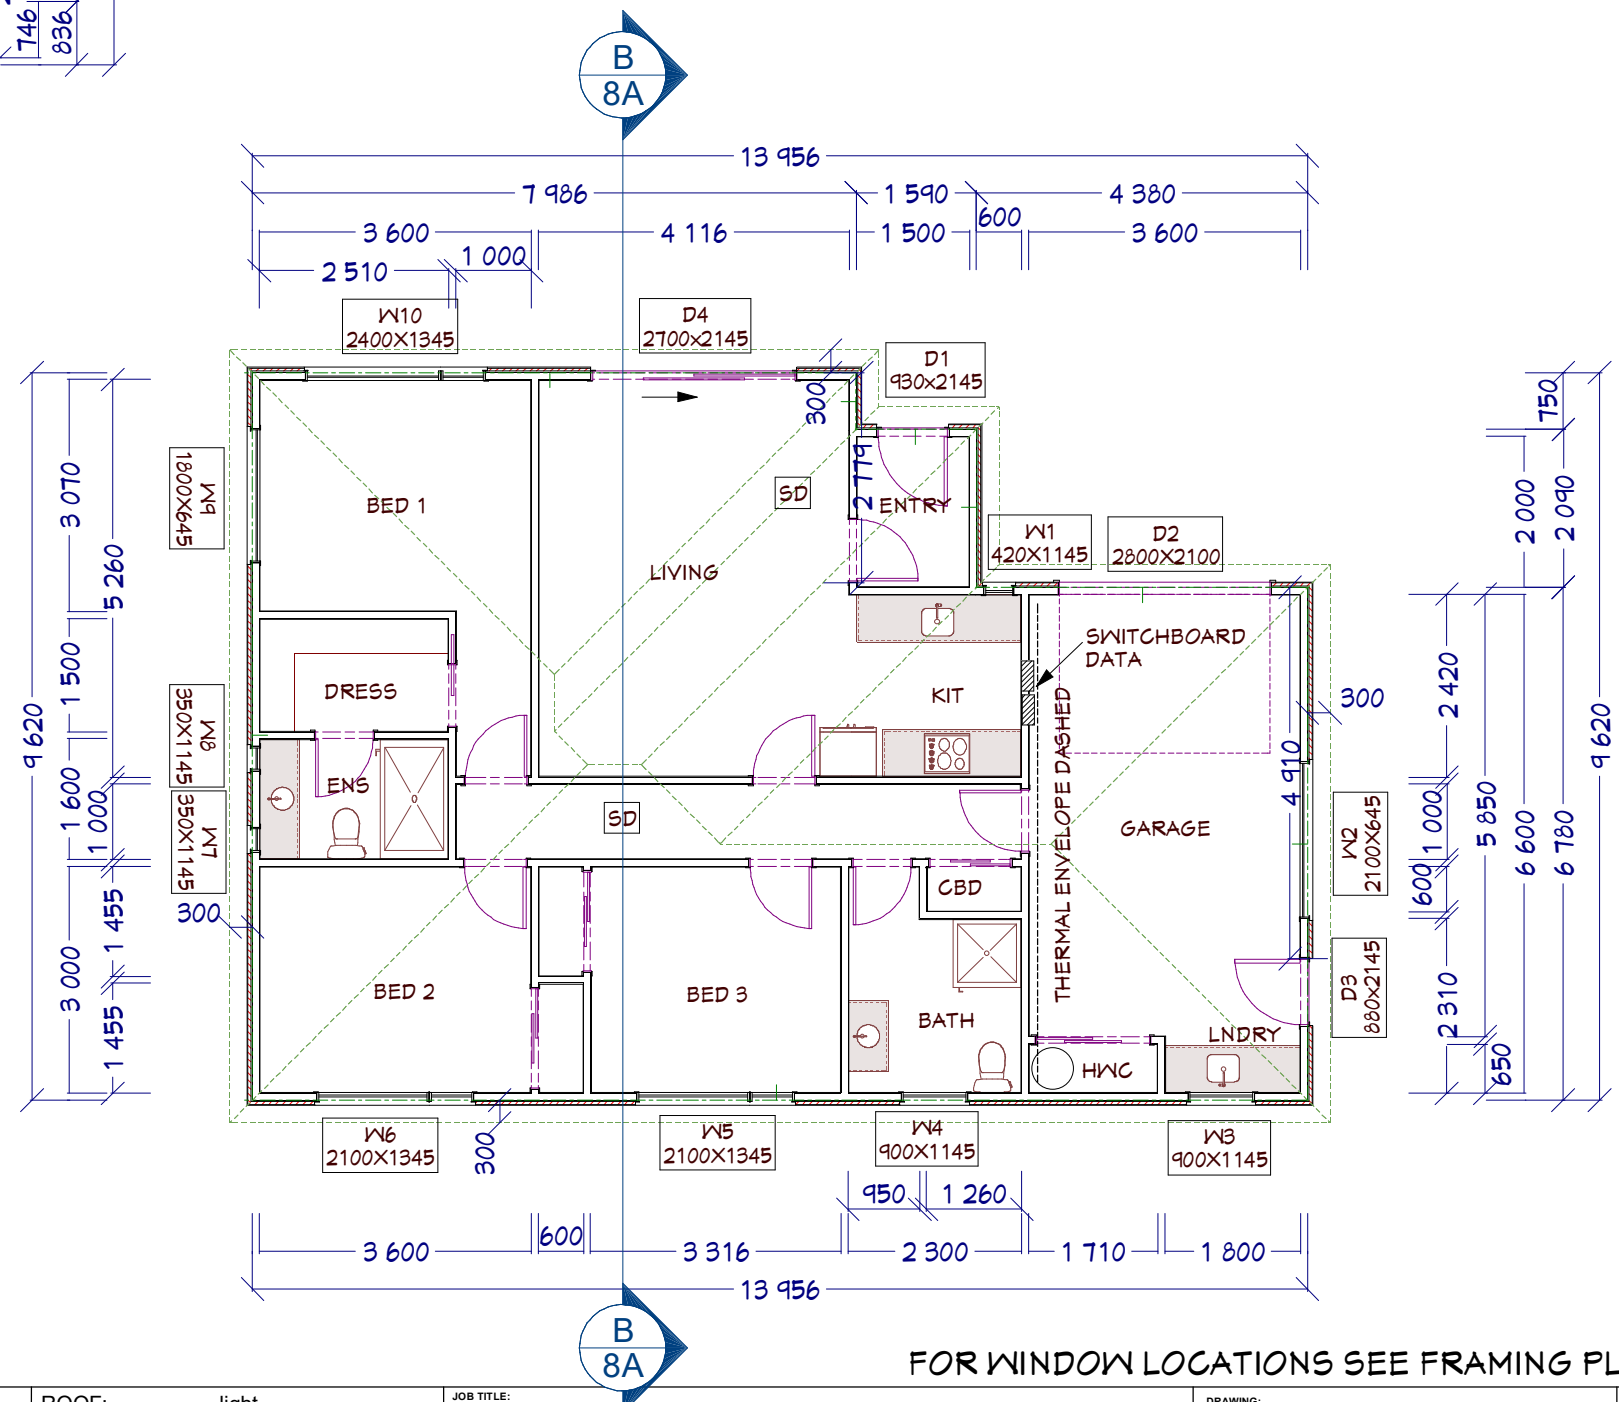 746
836
B
8A
13 956
7 986
1 590
4 380
600
3 600
4 116
1 500
3 600
1 000
2 510
W10
2400X1345
D4
2700x2145
D1
930x2145
300
750
2 779
W9
1800X645
3 070
BED 1
SD
ENTRY
2 000
2 090
W1
420X1145
D2
2800X2100
5 260
LIVING
SWITCHBOARD
DATA
1 500
DRESS
KIT
2 420
300
W8
350X1145
9 620
9 620
THERMAL ENVELOPE DASHED
4 910
ENS
1 600
1 000
W7
350X1145
SD
GARAGE
W2
2100X645
1 000
5 850
6 600
6 780
CBD
600
300
1 455
3 000
BED 2
BED 3
BATH
D3
880x2145
2 310
1 455
LNDRY
HWC
650
W6
2100X1345
300
W5
2100X1345
W4
900X1145
W3
900X1145
950
1 260
3 600
600
3 316
2 300
1 710
1 800
13 956
B
8A
FOR WINDOW LOCATIONS SEE FRAMING PL
ROOF:
light
JOB TITLE:
DRAWING: